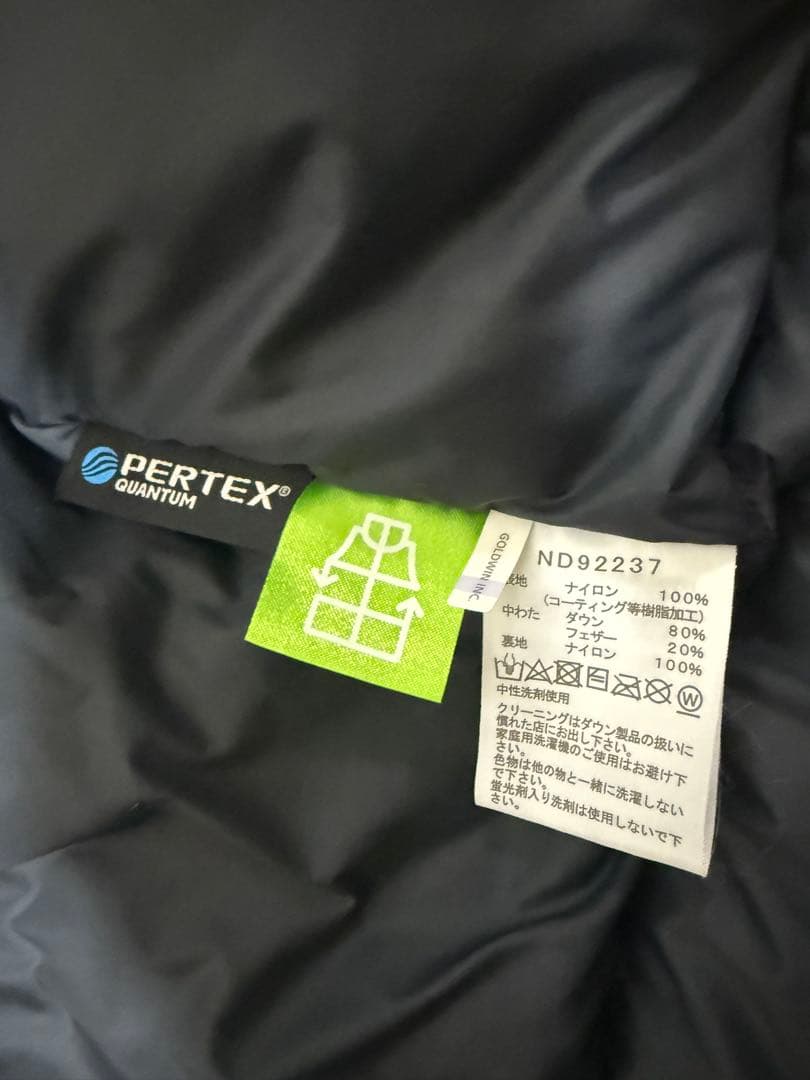 PERTEX®
QUANTUM
GOLDWIN INC
ND92237
表地 ナイロン 100%
(コーティング等樹脂加工)
中わた ダウン 80%
フェザー 20%
裏地 ナイロン 100%
W
中性洗剤使用
クリーニングはダウン製品の扱いに
慣れた店にお出し下さい。
家庭用洗濯機のご使用はお避け下
さい。
色物は他の物と一緒に洗濯しない
で下さい。
蛍光剤入り洗剤は使用しないで下
さい。